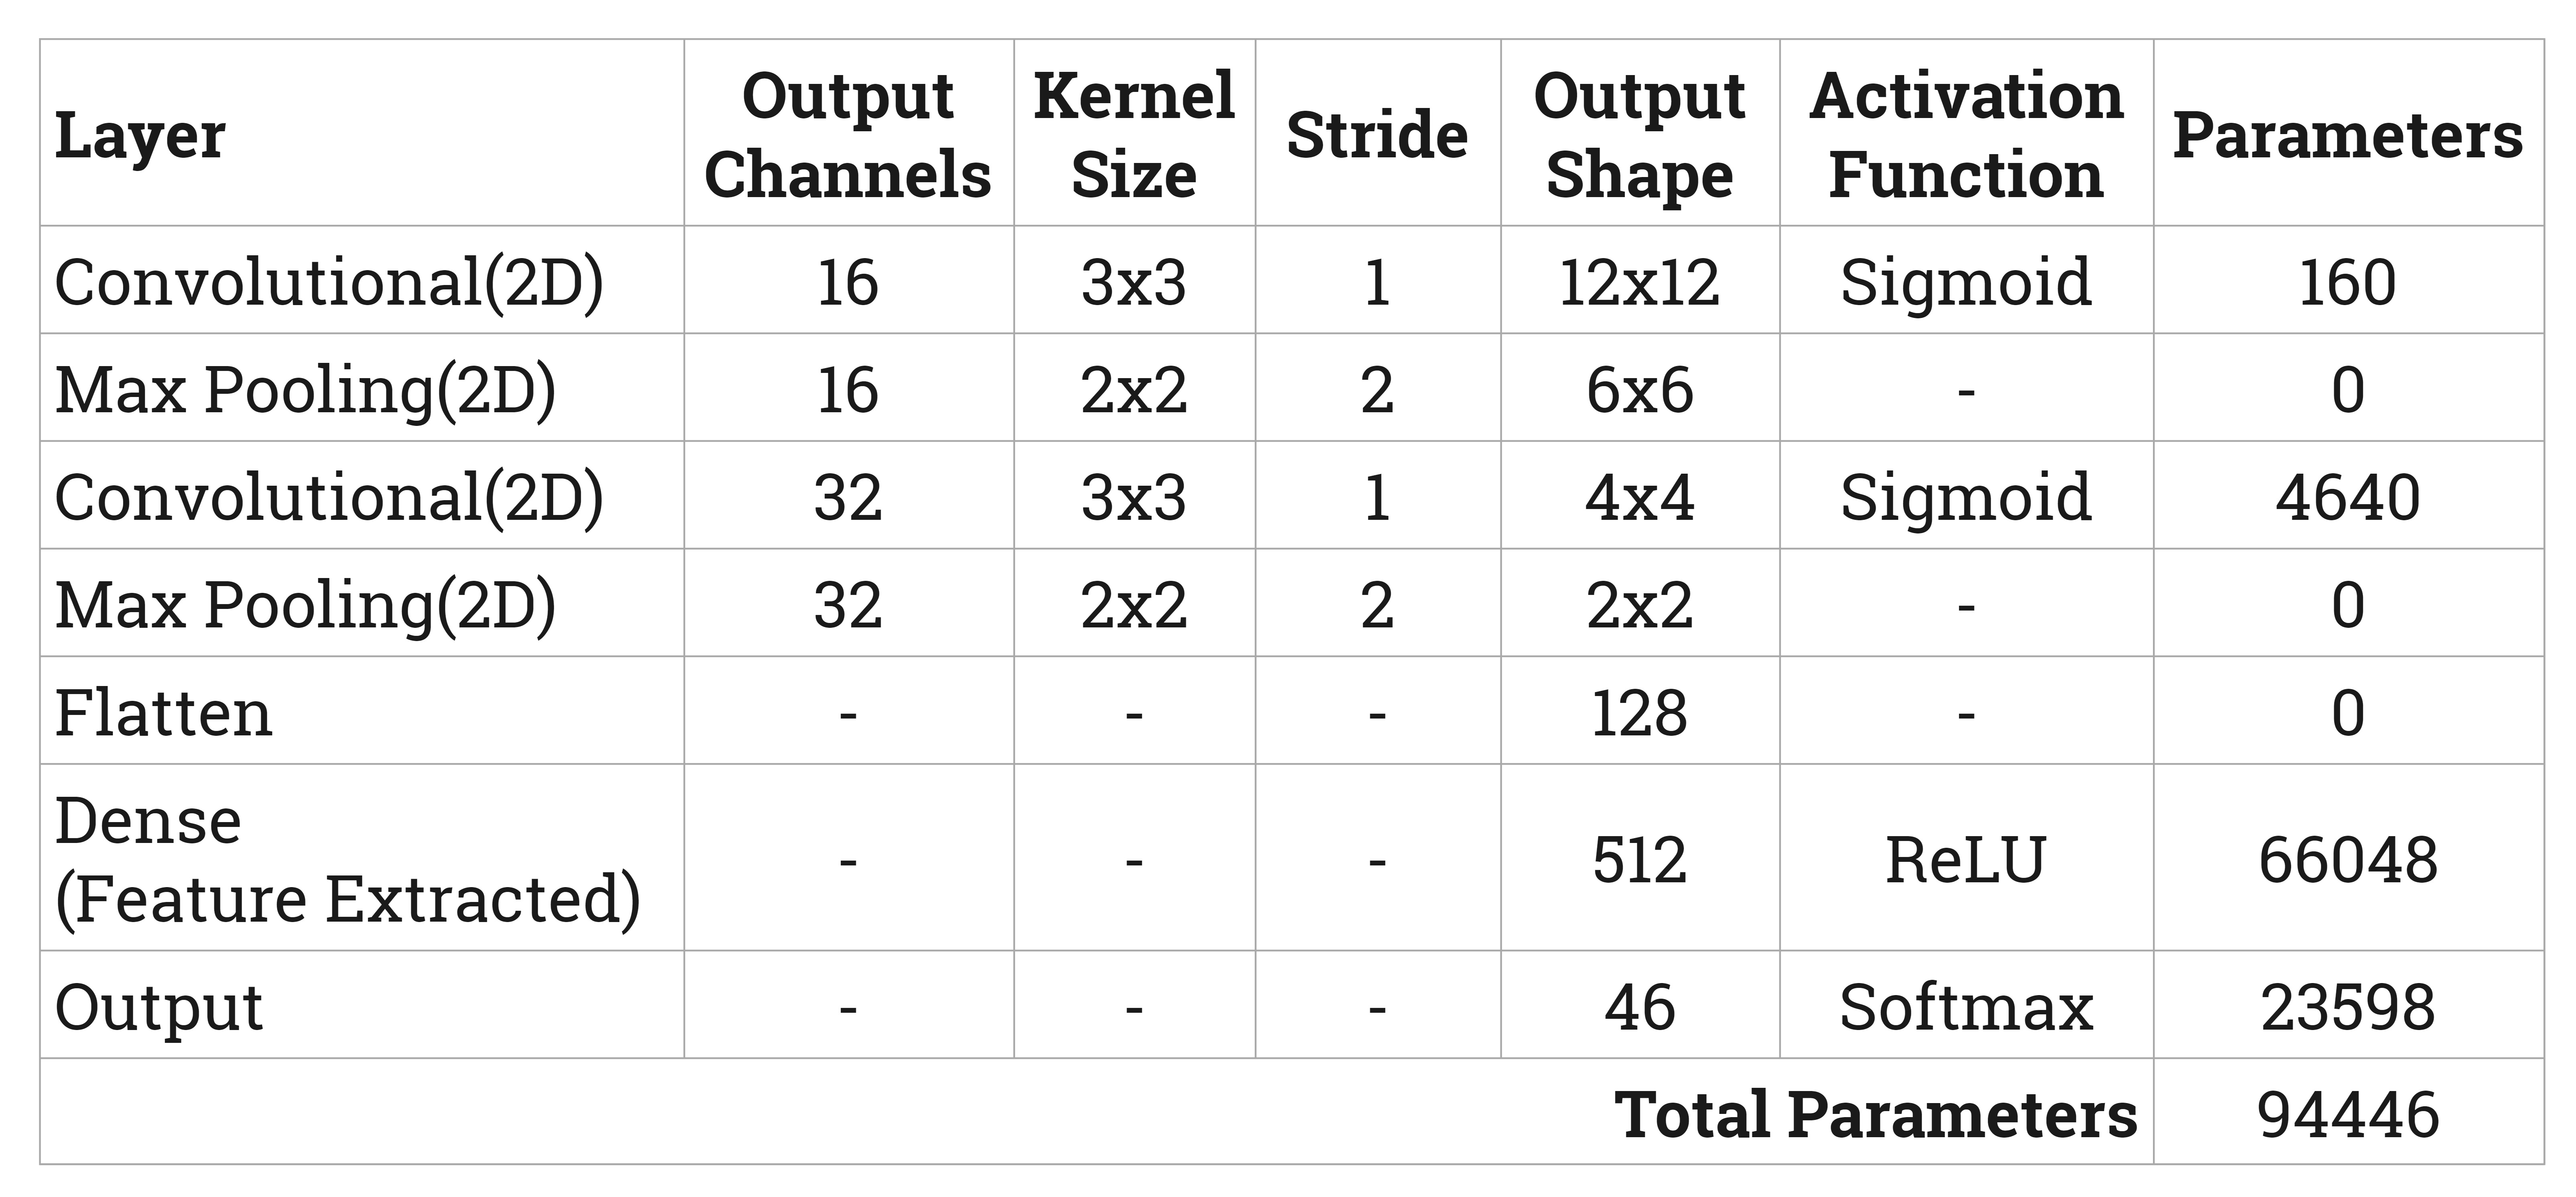 Layer Output Channels Kernel Size Stride Output Shape Activation Function Parameters
Convolutional(2D) 16 3x3 1 12x12 Sigmoid 160
Max Pooling(2D) 16 2x2 2 6x6 - 0
Convolutional(2D) 32 3x3 1 4x4 Sigmoid 4640
Max Pooling(2D) 32 2x2 2 2x2 - 0
Flatten - - - 128 - 0
Dense (Feature Extracted) - - - 512 ReLU 66048
Output - - - 46 Softmax 23598
Total Parameters 94446